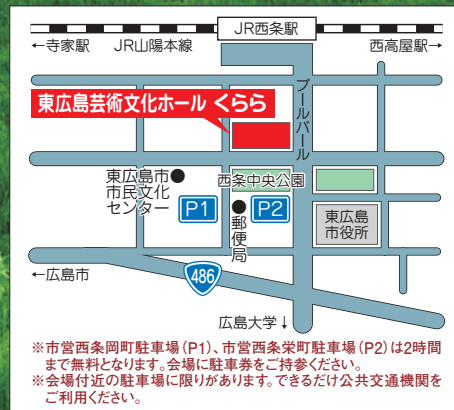 JR西条駅
←寺家駅
JR山陽本線
西高屋駅→
東広島芸術文化ホール くらら
ブールバール
東広島市
市民文化
センター
西条中央公園
P1
P2
郵便局
東広島
市役所
←広島市
486
広島大学↓
※市営西条岡町駐車場(P1)、市営西条栄町駐車場(P2)は2時間
まで無料となります。会場に駐車券をご持参ください。
※会場付近の駐車場に限りがあります。できるだけ公共交通機関を
ご利用ください。